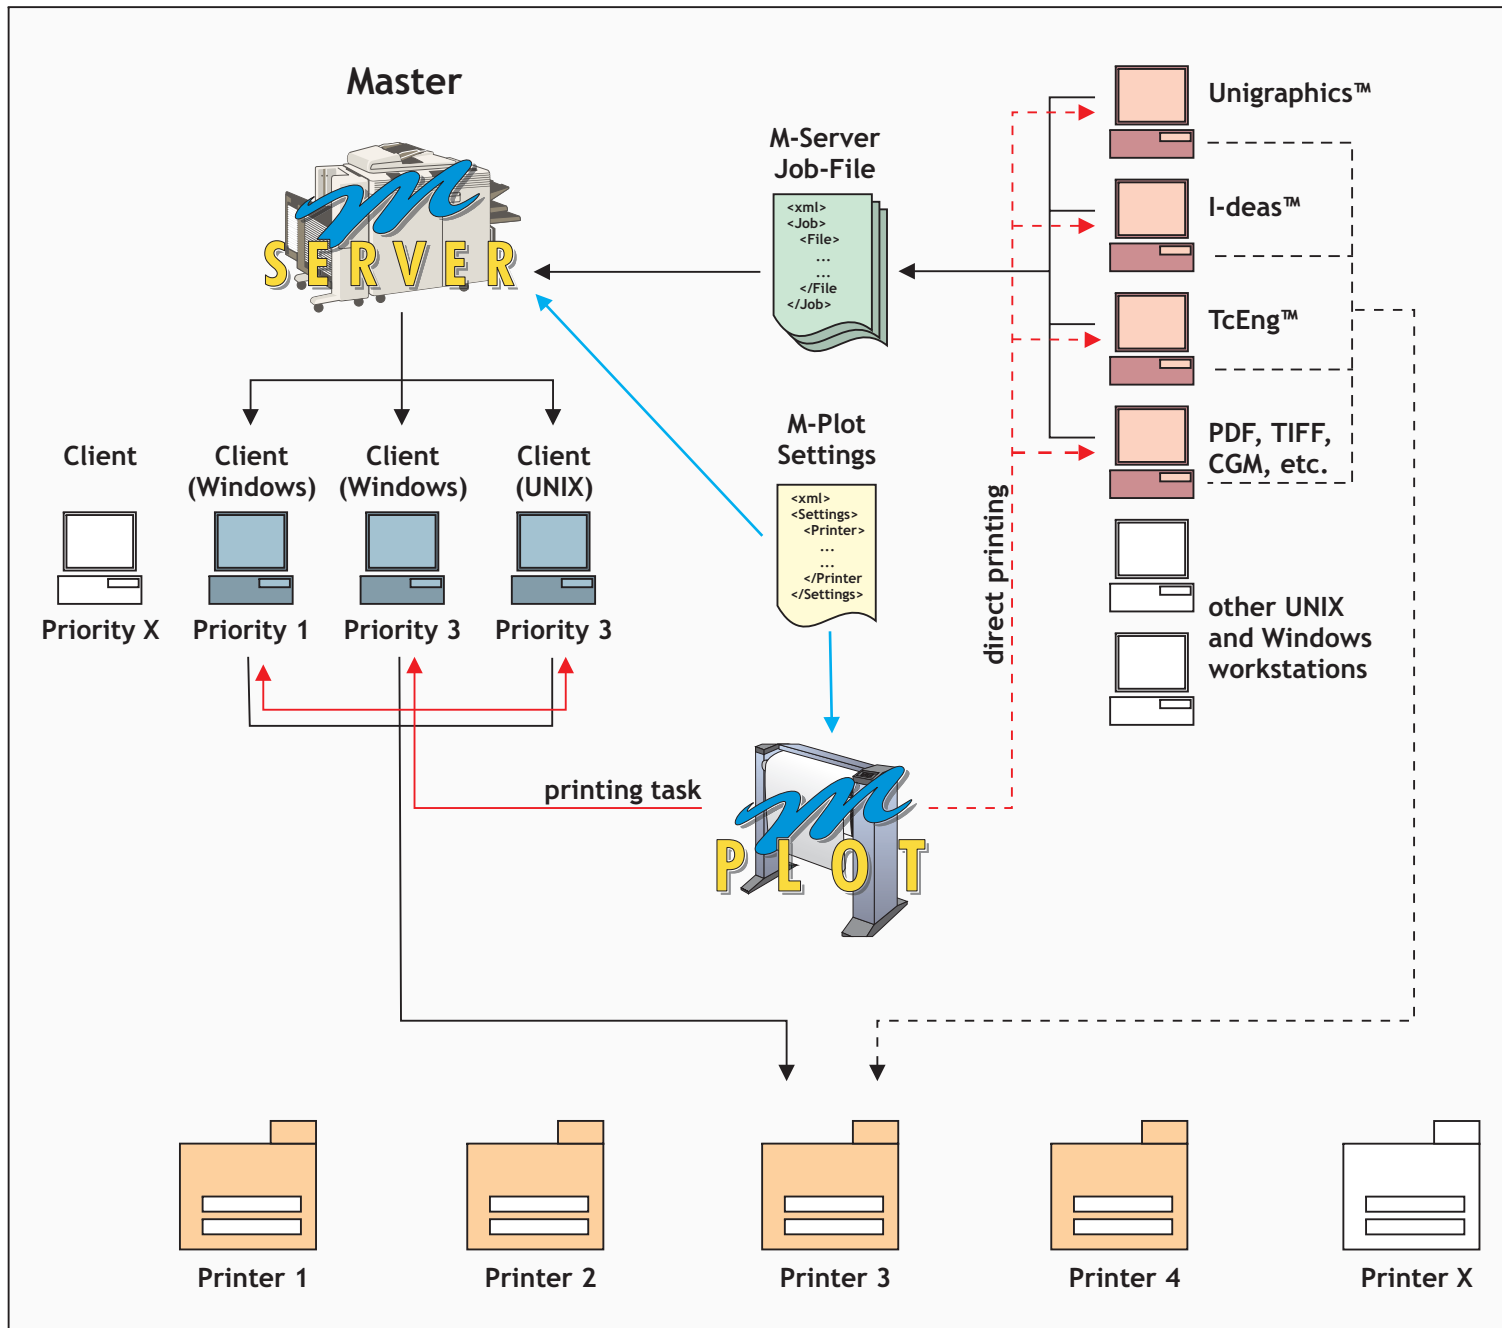 Master
m
SERVER
M-Server
Job-File
<xml>
<Job>
<File>
...
...
</File
</Job>
Unigraphics™
I-deas™
TcEng™
PDF, TIFF,
CGM, etc.
other UNIX
and Windows
workstations
Client
Priority X
Client
(Windows)
Priority 1
Client
(Windows)
Priority 3
Client
(UNIX)
Priority 3
M-Plot
Settings
<xml>
<Settings>
<Printer>
...
...
</Printer
</Settings>
direct printing
printing task
m
PLOT
Printer 1
Printer 2
Printer 3
Printer 4
Printer X